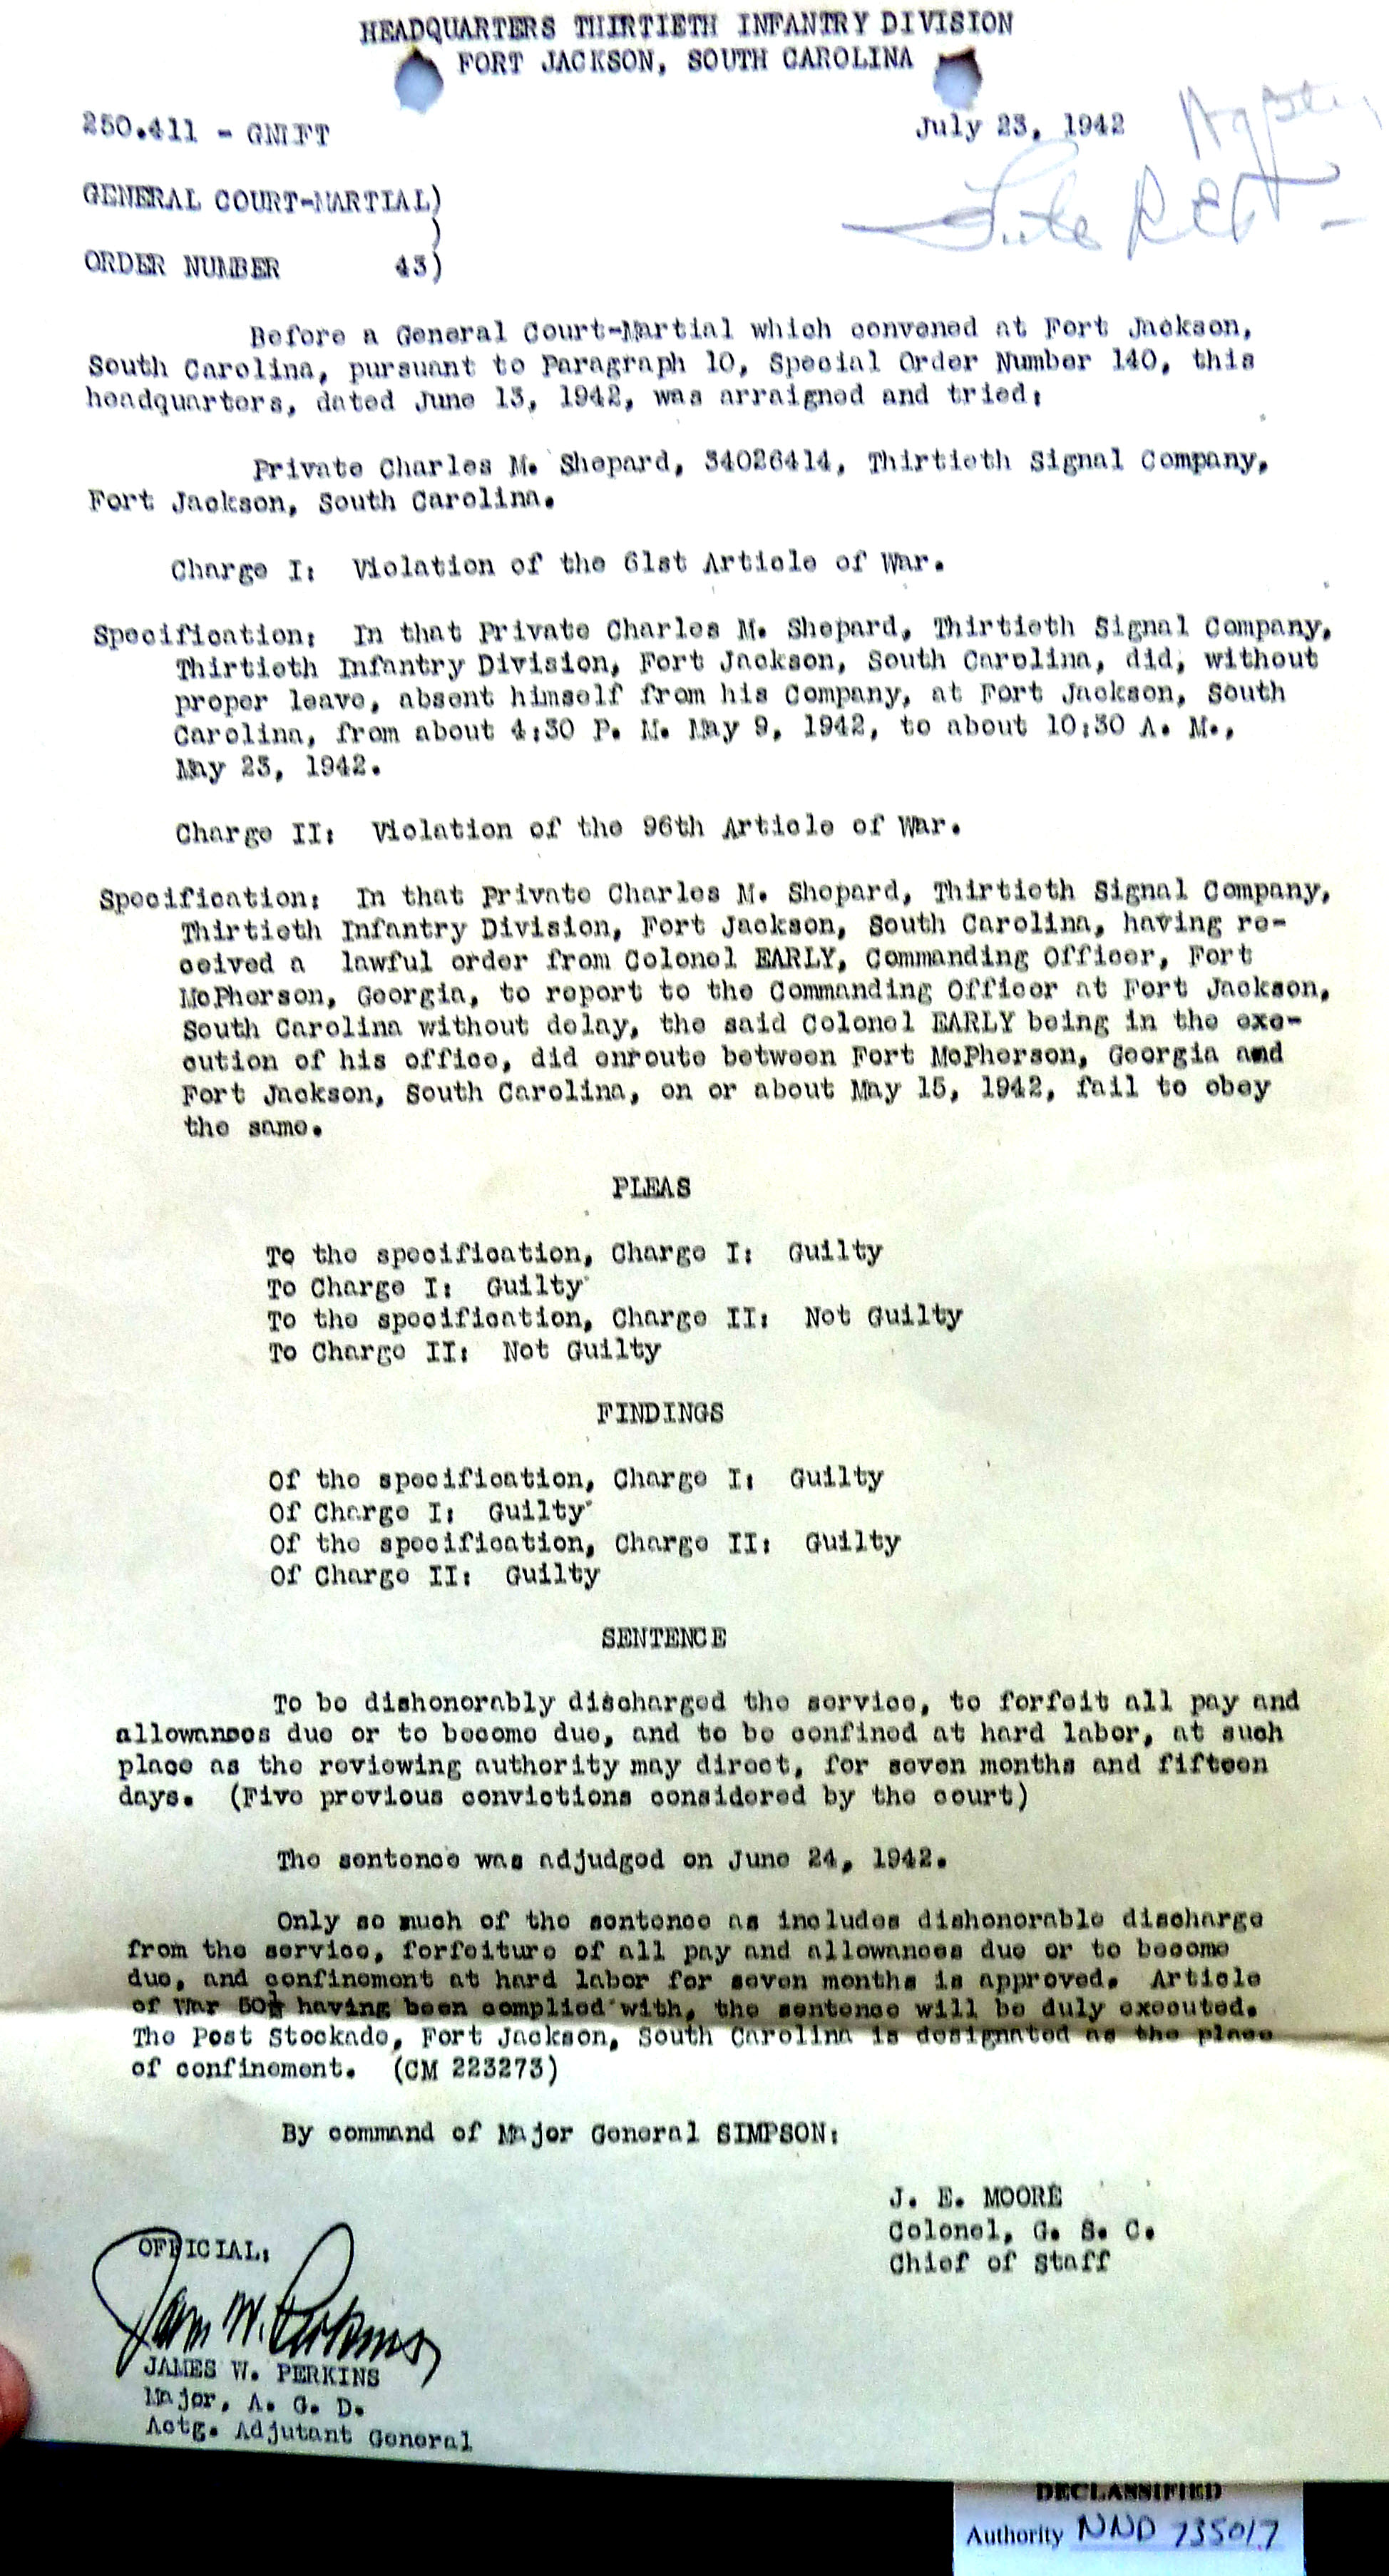 HEADQUARTERS THIRTIETH INFANTRY DIVISION
FORT JACKSON, SOUTH CAROLINA
250.411 - GNIFT
July 23, 1942
GENERAL COURT-MARTIAL)
)
ORDER NUMBER 43)
Before a General Court-Martial which convened at Fort Jackson,
South Carolina, pursuant to Paragraph 10, Special Order Number 140, this
headquarters, dated June 13, 1942, was arraigned and tried:
Private Charles M. Shepard, 34026414, Thirtieth Signal Company,
Fort Jackson, South Carolina.
Charge I: Violation of the 61st Article of War.
Specification: In that Private Charles M. Shepard, Thirtieth Signal Company,
Thirtieth Infantry Division, Fort Jackson, South Carolina, did, without
proper leave, absent himself from his Company, at Fort Jackson, South
Carolina, from about 4:30 P. M. May 9, 1942, to about 10:30 A. M.,
May 23, 1942.
Charge II: Violation of the 96th Article of War.
Specification: In that Private Charles M. Shepard, Thirtieth Signal Company,
Thirtieth Infantry Division, Fort Jackson, South Carolina, having re-
ceived a lawful order from Colonel EARLY, Commanding Officer, Fort
McPherson, Georgia, to report to the Commanding Officer at Fort Jackson,
South Carolina without delay, the said Colonel EARLY being in the exe-
cution of his office, did enroute between Fort McPherson, Georgia and
Fort Jackson, South Carolina, on or about May 15, 1942, fail to obey
the same.
PLEAS
To the specification, Charge I: Guilty
To Charge I: Guilty
To the specification, Charge II: Not Guilty
To Charge II: Not Guilty
FINDINGS
Of the specification, Charge I: Guilty
Of Charge I: Guilty
Of the specification, Charge II: Guilty
Of Charge II: Guilty
SENTENCE
To be dishonorably discharged the service, to forfeit all pay and
allowances due or to become due, and to be confined at hard labor, at such
place as the reviewing authority may direct, for seven months and fifteen
days. (Five previous convictions considered by the court)
The sentence was adjudged on June 24, 1942.
Only so much of the sentence as includes dishonorable discharge
from the service, forfeiture of all pay and allowances due or to become
due, and confinement at hard labor for seven months is approved. Article
of War 50½ having been complied with, the sentence will be duly executed.
The Post Stockade, Fort Jackson, South Carolina is designated as the place
of confinement. (CM 223273)
By command of Major General SIMPSON:
J. E. MOORE
Colonel, G. S. C.
Chief of Staff
OFFICIAL:
James W. Perkins
JAMES W. PERKINS
Major, A. G. D.
Actg. Adjutant General
DECLASSIFIED
Authority NND 735017